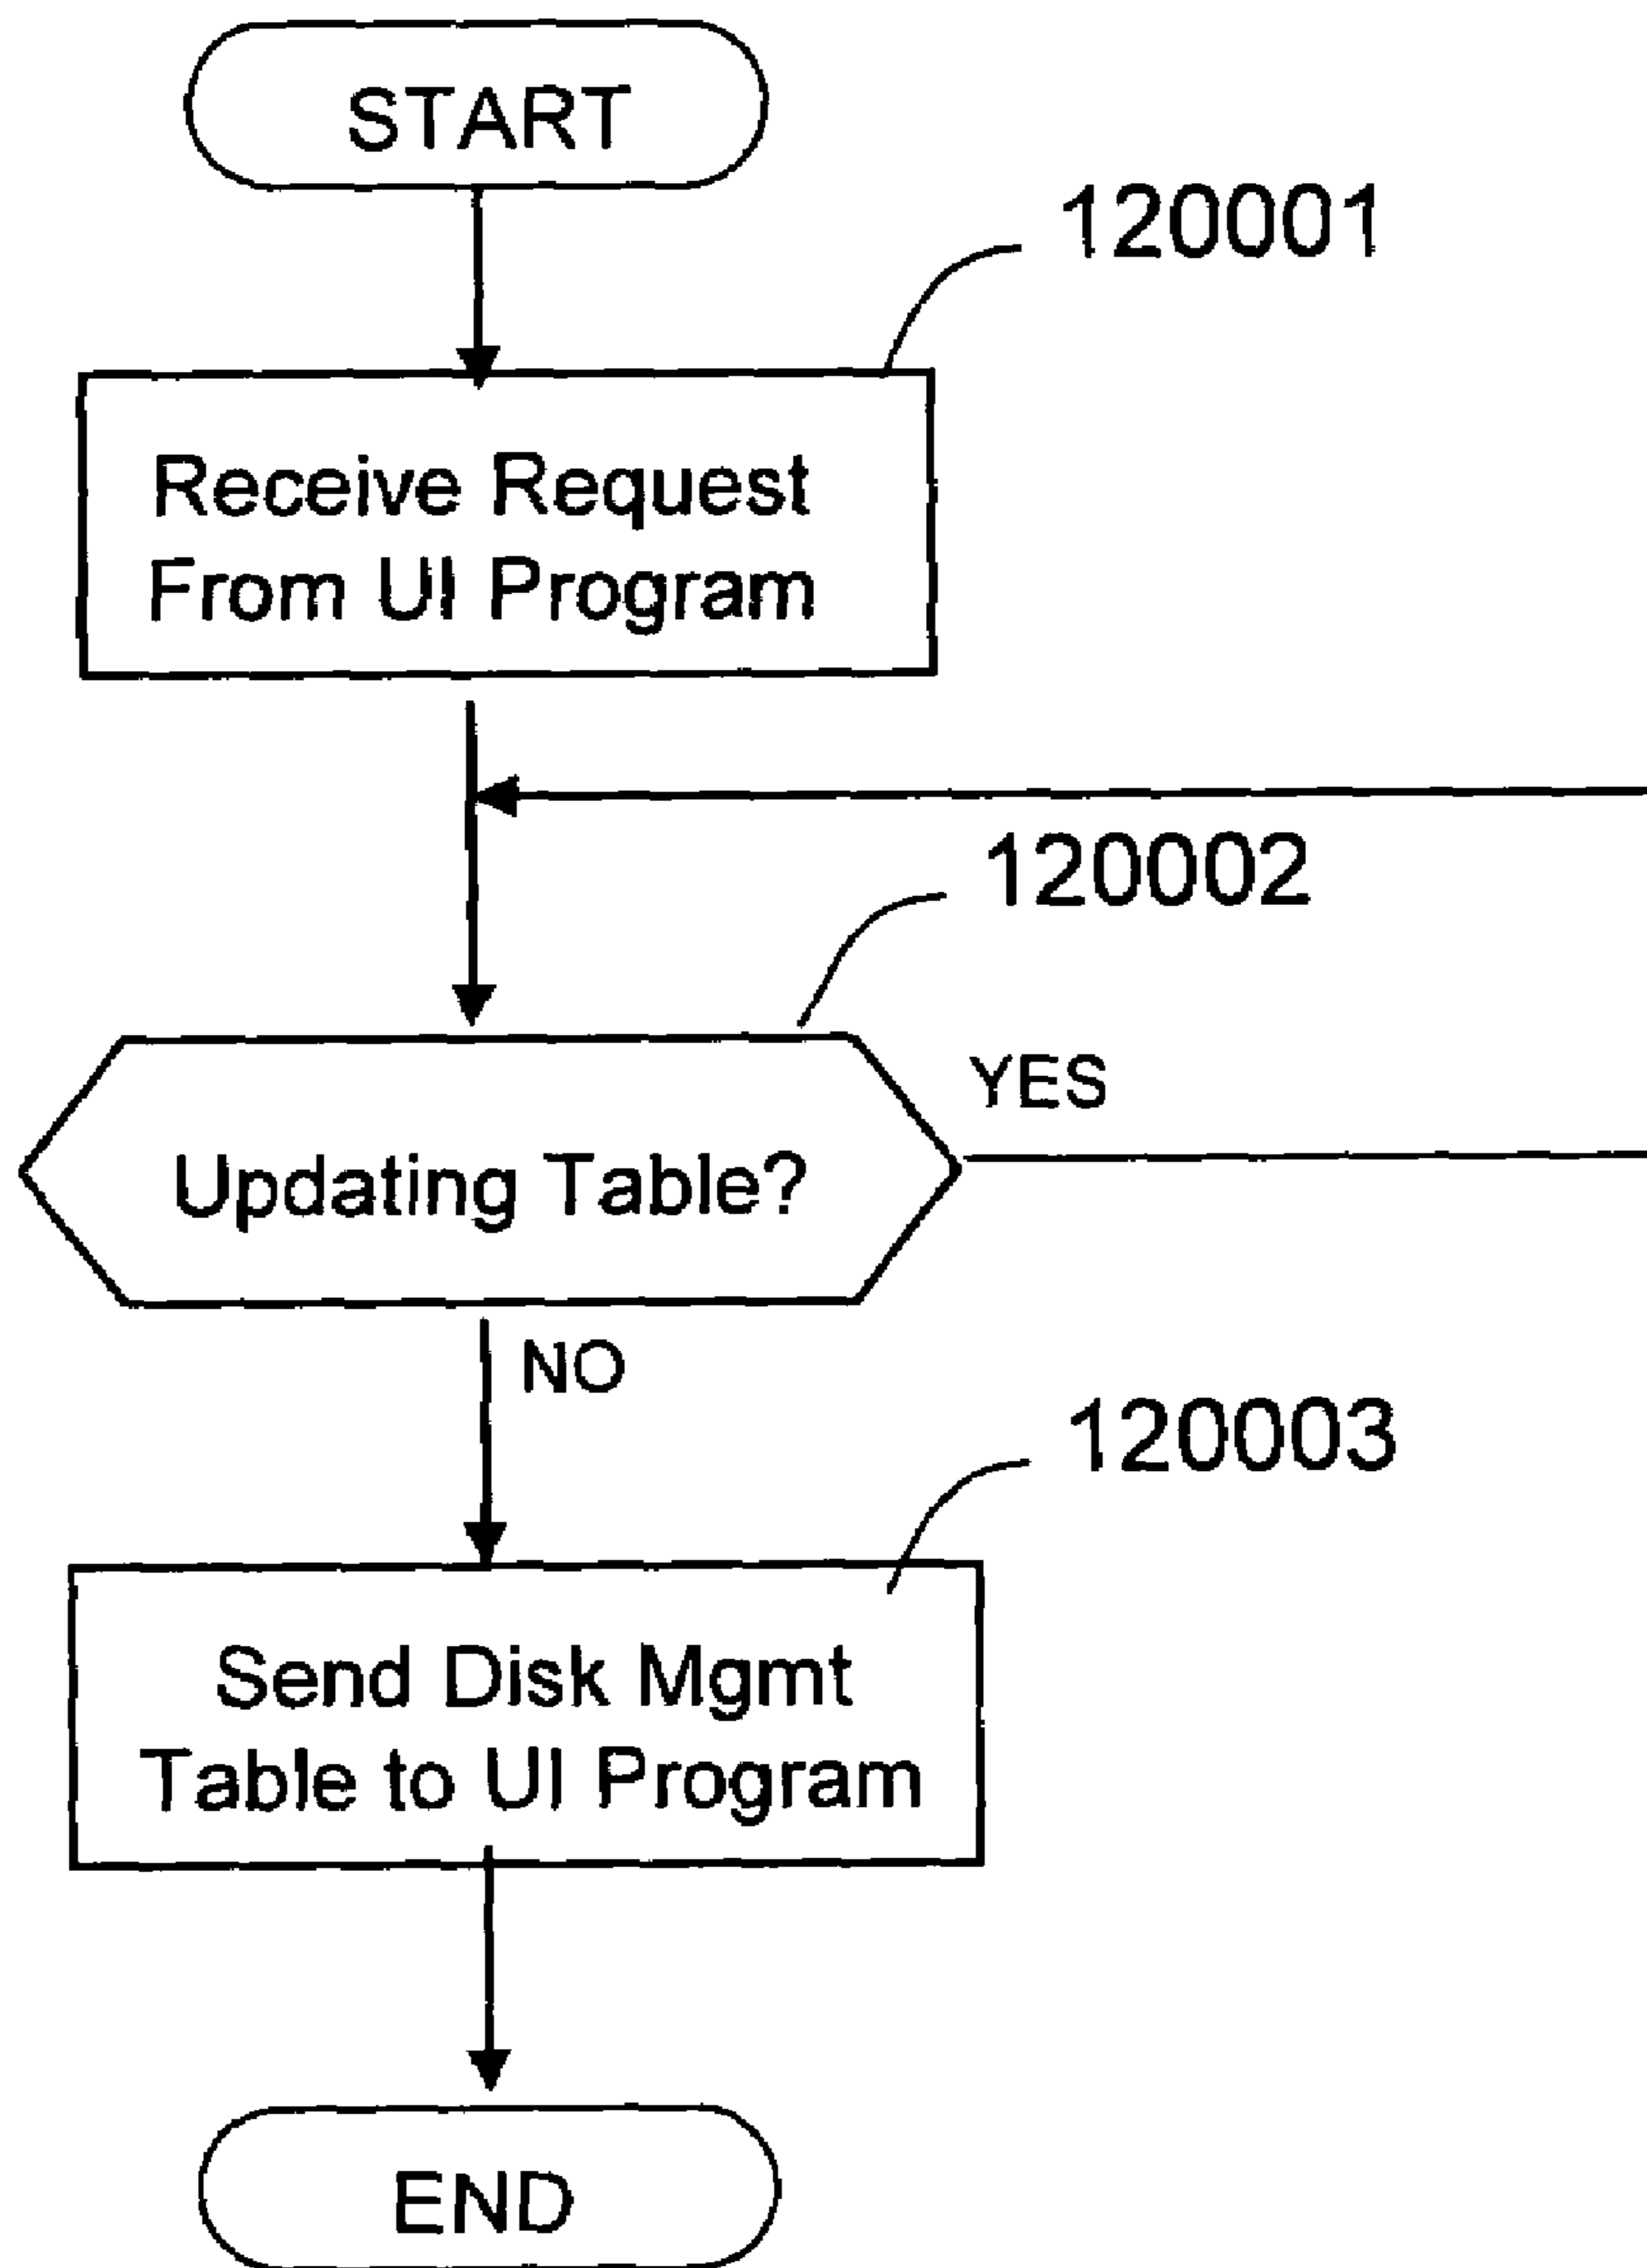 START
120001
Receive Request
From UI Program
120002
YES
Updating Table?
NO
120003
Send Disk Mgmt
Table to UI Program
END